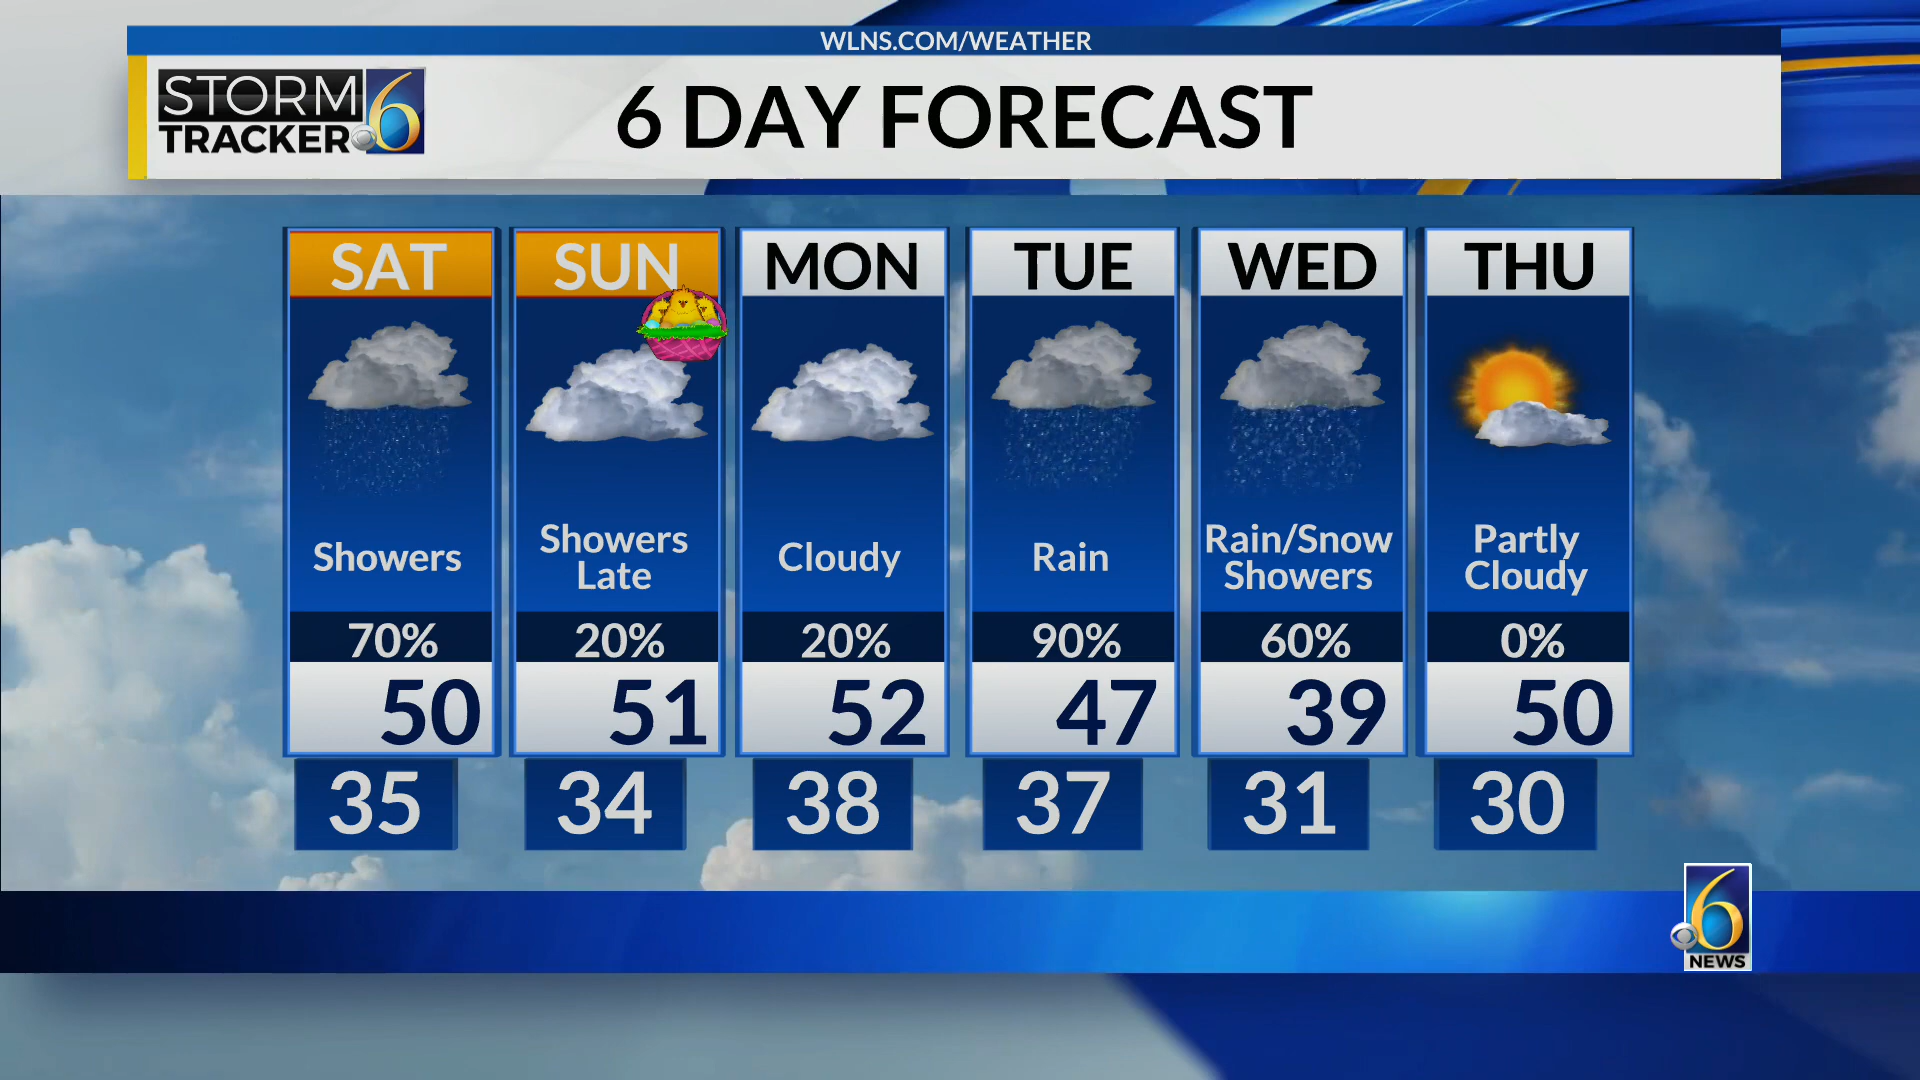 WLNS.COM/WEATHER
STORM
TRACKER 6
6 DAY FORECAST
SAT SUN MON TUE WED THU
Showers
Showers
Late
Cloudy
Rain
Rain/Snow
Showers
Partly
Cloudy
70% 20% 20% 90% 60% 0%
50 51 52 47 39 50
35 34 38 37 31 30
6
NEWS